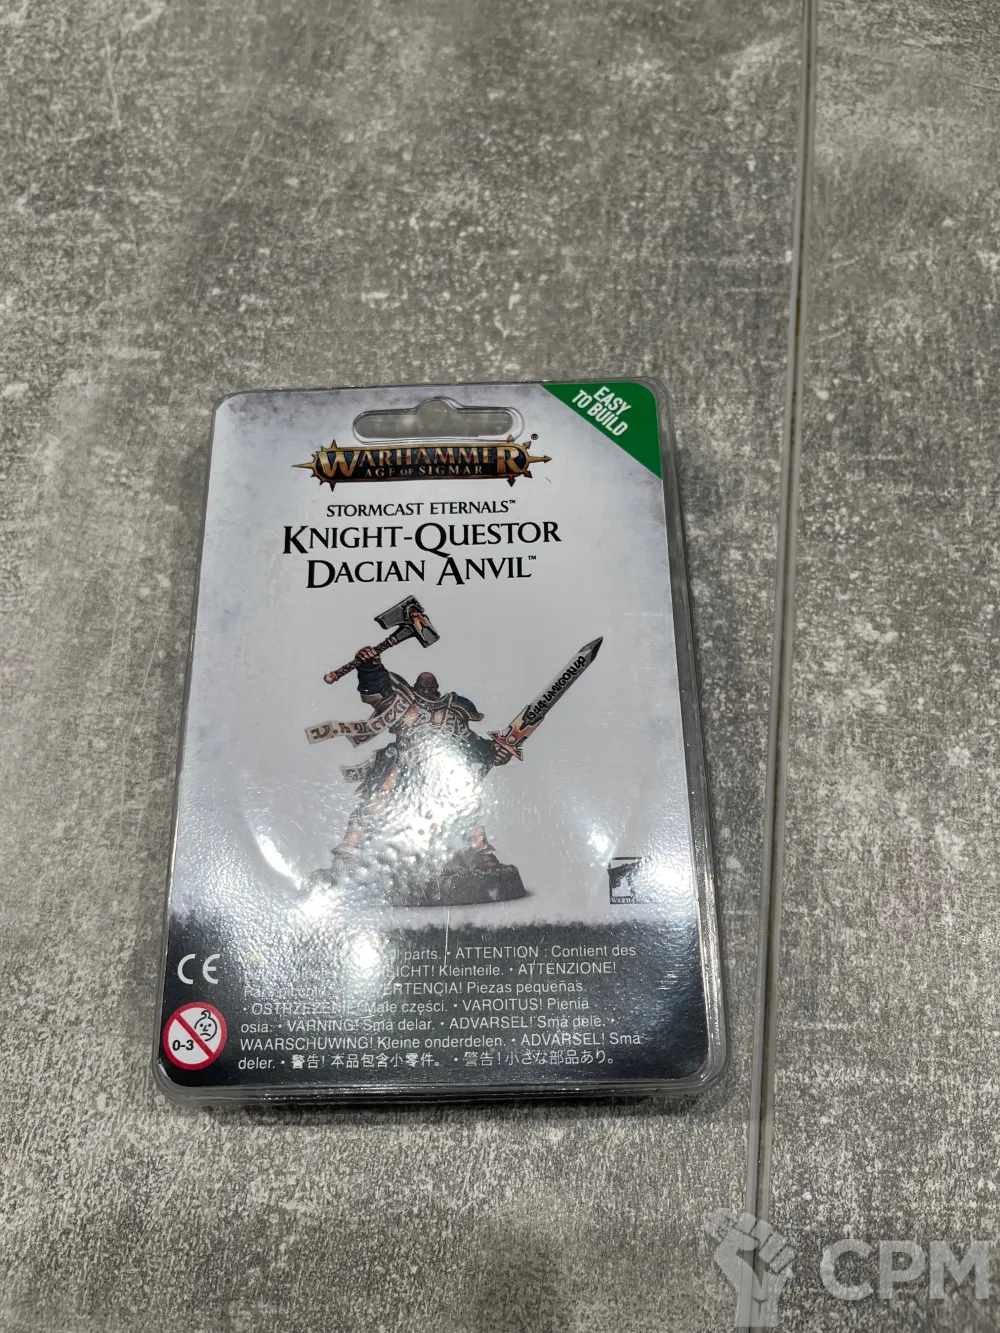 EASY
TO BUILD
WARHAMMER®
AGE OF SIGMAR
STORMCAST ETERNALS™
KNIGHT-QUESTOR
DACIAN ANVIL™
CE
parts. • ATTENTION : Contient des
Kleinteile. • ATTENZIONE!
Piezas pequeñas.
• OSTRZEŻENIE! Małe części. • VAROITUS! Pieniä
osia. • VARNING! Små delar. • ADVARSEL! Små dele. •
WAARSCHUWING! Kleine onderdelen. • ADVARSEL! Små
deler. • 警告! 本品包含小零件。 • 警告! 小さな部品あり。
0-3
CPM